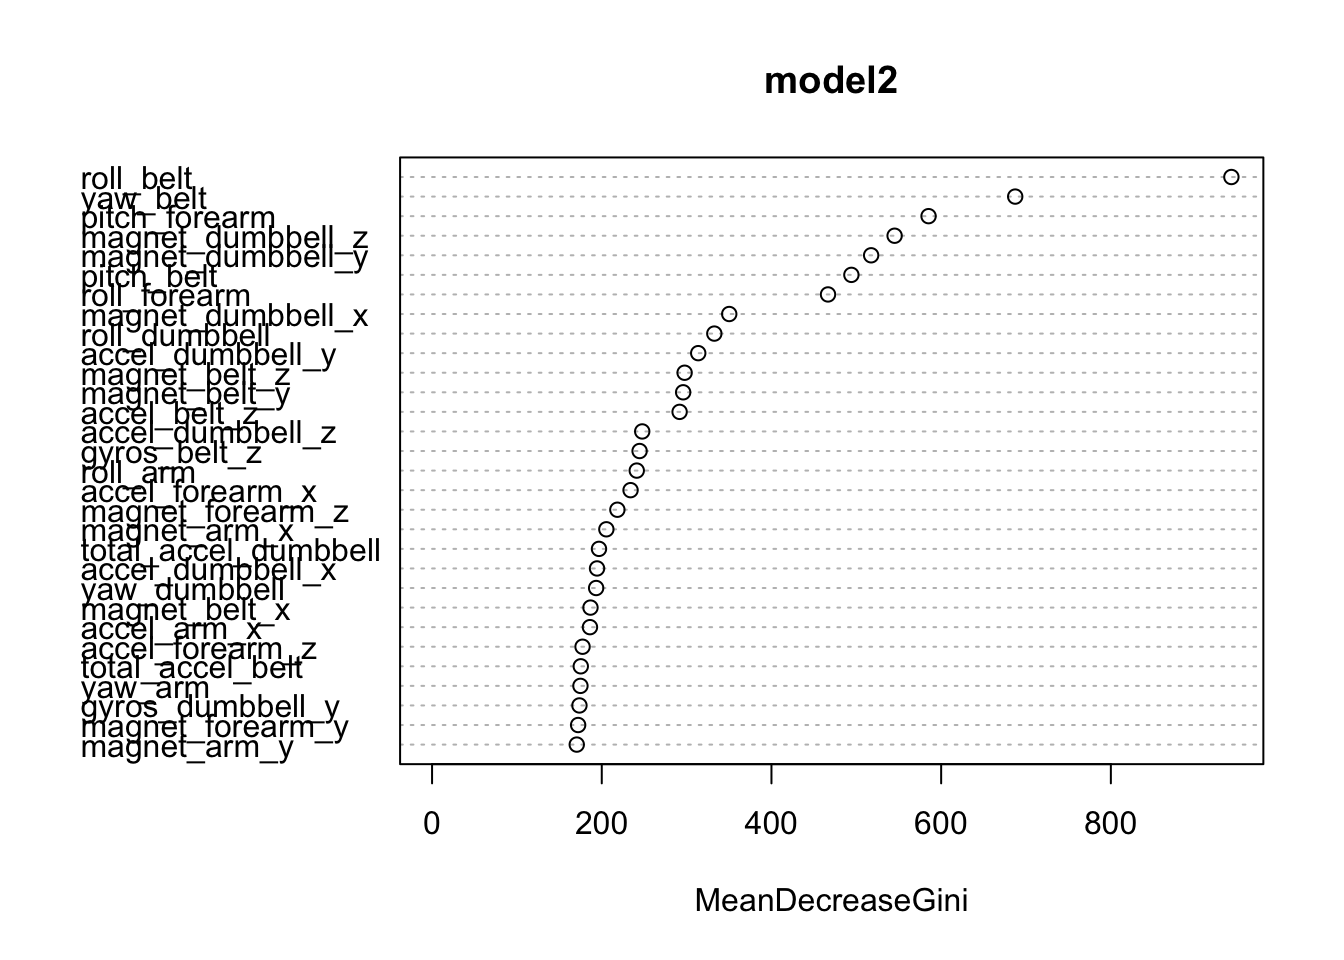 model2
roll_belt
yaw_belt
pitch_forearm
magnet_dumbbell_z
magnet_dumbbell_y
pitch_belt
roll_forearm
magnet_dumbbell_x
roll_dumbbell
accel_dumbbell_y
magnet_belt_z
magnet_belt_y
accel_belt_z
accel_dumbbell_z
gyros_belt_z
roll_arm
accel_forearm_x
magnet_forearm_z
magnet_arm_x
total_accel_dumbbell
accel_dumbbell_x
yaw_dumbbell
magnet_belt_x
accel_arm_x
accel_forearm_z
total_accel_belt
yaw_arm
gyros_dumbbell_y
magnet_forearm_y
magnet_arm_y
0 200 400 600 800
MeanDecreaseGini